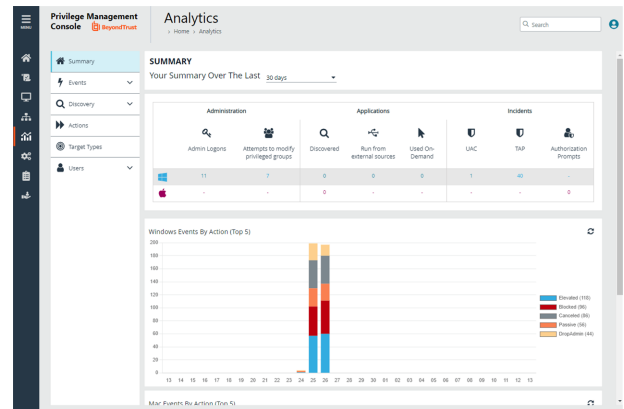 MENU
Privilege Management
Console BeyondTrust
Analytics
› Home › Analytics
Search
Summary
Events
Discovery
Actions
Target Types
Users
SUMMARY
Your Summary Over The Last 30 days
Administration Applications Incidents
Admin Logons Attempts to modify privileged groups Discovered Run from external sources Used On-Demand UAC TAP Authorization Prompts
11 7 0 0 0 1 40 -
- - 0 - - - - 0
Windows Events By Action (Top 5)
200
180
160
140
120
100
80
60
40
20
0
13 14 15 16 17 18 19 20 21 22 23 24 25 26 27 28 29 30 01 02 03 04 05 06 07 08 09 10 11 12 13
Elevated (118)
Blocked (96)
Canceled (86)
Passive (56)
DropAdmin (44)
Mac Events By Action (Top 5)